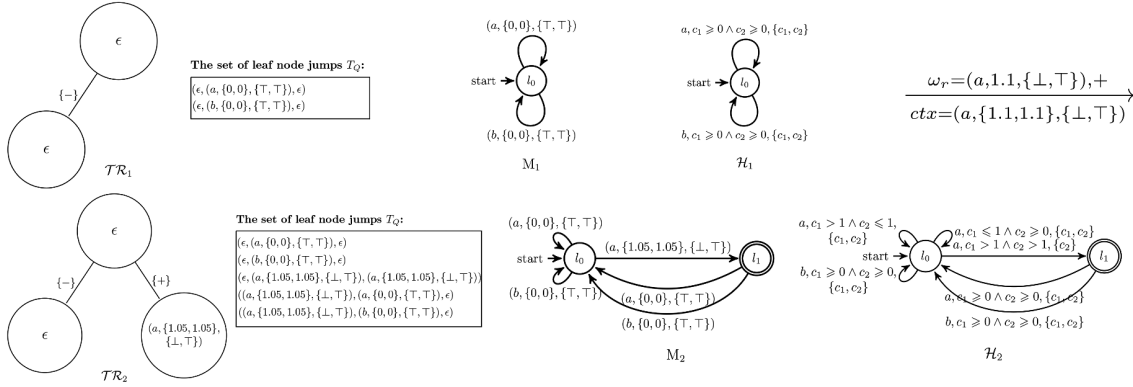 ϵ
{−}
ϵ
𝒯ℛ₁
The set of leaf node jumps T_Q:
(ϵ, (a, {0, 0}, {⊤, ⊤}), ϵ)
(ϵ, (b, {0, 0}, {⊤, ⊤}), ϵ)
(a, {0, 0}, {⊤, ⊤})
start
l₀
(b, {0, 0}, {⊤, ⊤})
M₁
a, c₁ ⩾ 0 ∧ c₂ ⩾ 0, {c₁, c₂}
start
l₀
b, c₁ ⩾ 0 ∧ c₂ ⩾ 0, {c₁, c₂}
ℋ₁
ω_r=(a,1.1,{⊥,⊤}),+
ctx=(a,{1.1,1.1},{⊥,⊤})
ϵ
{−}
{+}
ϵ
(a, {1.05, 1.05},
{⊥, ⊤})
𝒯ℛ₂
The set of leaf node jumps T_Q:
(ϵ, (a, {0, 0}, {⊤, ⊤}), ϵ)
(ϵ, (b, {0, 0}, {⊤, ⊤}), ϵ)
(ϵ, (a, {1.05, 1.05}, {⊥, ⊤}), (a, {1.05, 1.05}, {⊥, ⊤}))
((a, {1.05, 1.05}, {⊥, ⊤}), (a, {0, 0}, {⊤, ⊤}), ϵ)
((a, {1.05, 1.05}, {⊥, ⊤}), (b, {0, 0}, {⊤, ⊤}), ϵ)
(a, {0, 0}, {⊤, ⊤})
start
l₀
(a, {1.05, 1.05}, {⊥, ⊤})
l₁
(b, {0, 0}, {⊤, ⊤})
(a, {0, 0}, {⊤, ⊤})
(b, {0, 0}, {⊤, ⊤})
M₂
a, c₁ > 1 ∧ c₂ ⩽ 1,
{c₁, c₂}
a, c₁ ⩽ 1 ∧ c₂ ⩾ 0, {c₁, c₂}
a, c₁ > 1 ∧ c₂ > 1, {c₂}
start
l₀
l₁
b, c₁ ⩾ 0 ∧ c₂ ⩾ 0,
{c₁, c₂}
a, c₁ ⩾ 0 ∧ c₂ ⩾ 0, {c₁, c₂}
b, c₁ ⩾ 0 ∧ c₂ ⩾ 0, {c₁, c₂}
ℋ₂